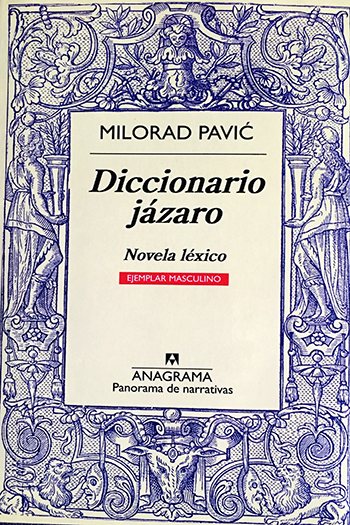 MILORAD PAVIĆ
Diccionario
jázaro
Novela léxico
EJEMPLAR MASCULINO
ANAGRAMA
Panorama de narrativas